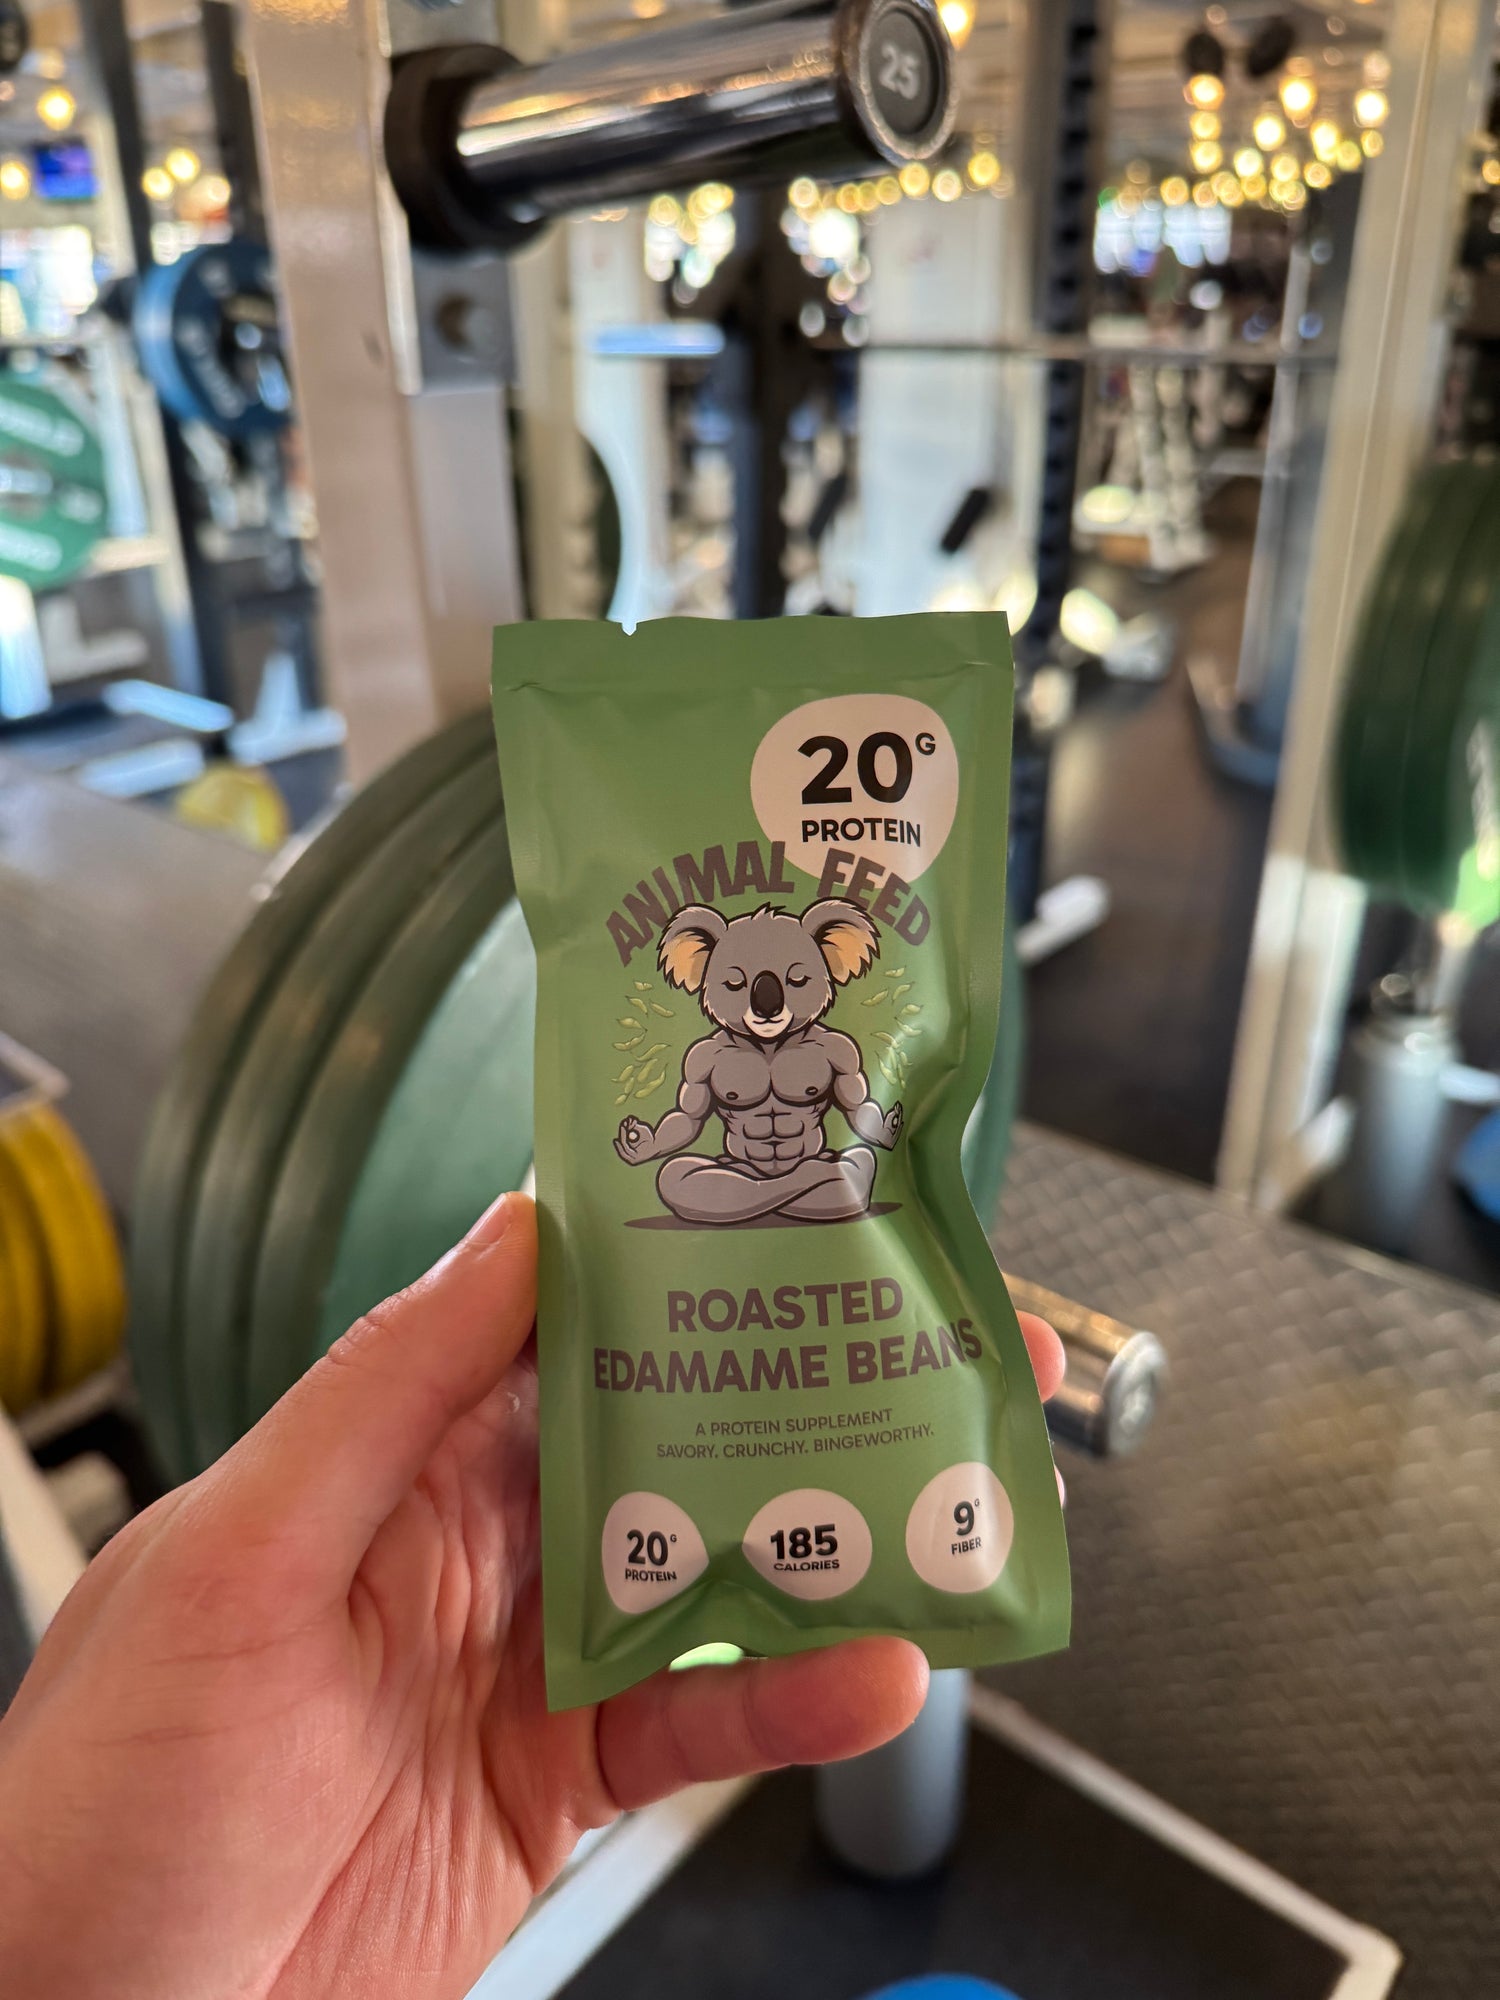 25
20G
PROTEIN
ANIMAL FEED
ROASTED
EDAMAME BEANS
A PROTEIN SUPPLEMENT
SAVORY. CRUNCHY. BINGEWORTHY.
20G
PROTEIN
185
CALORIES
9G
FIBER